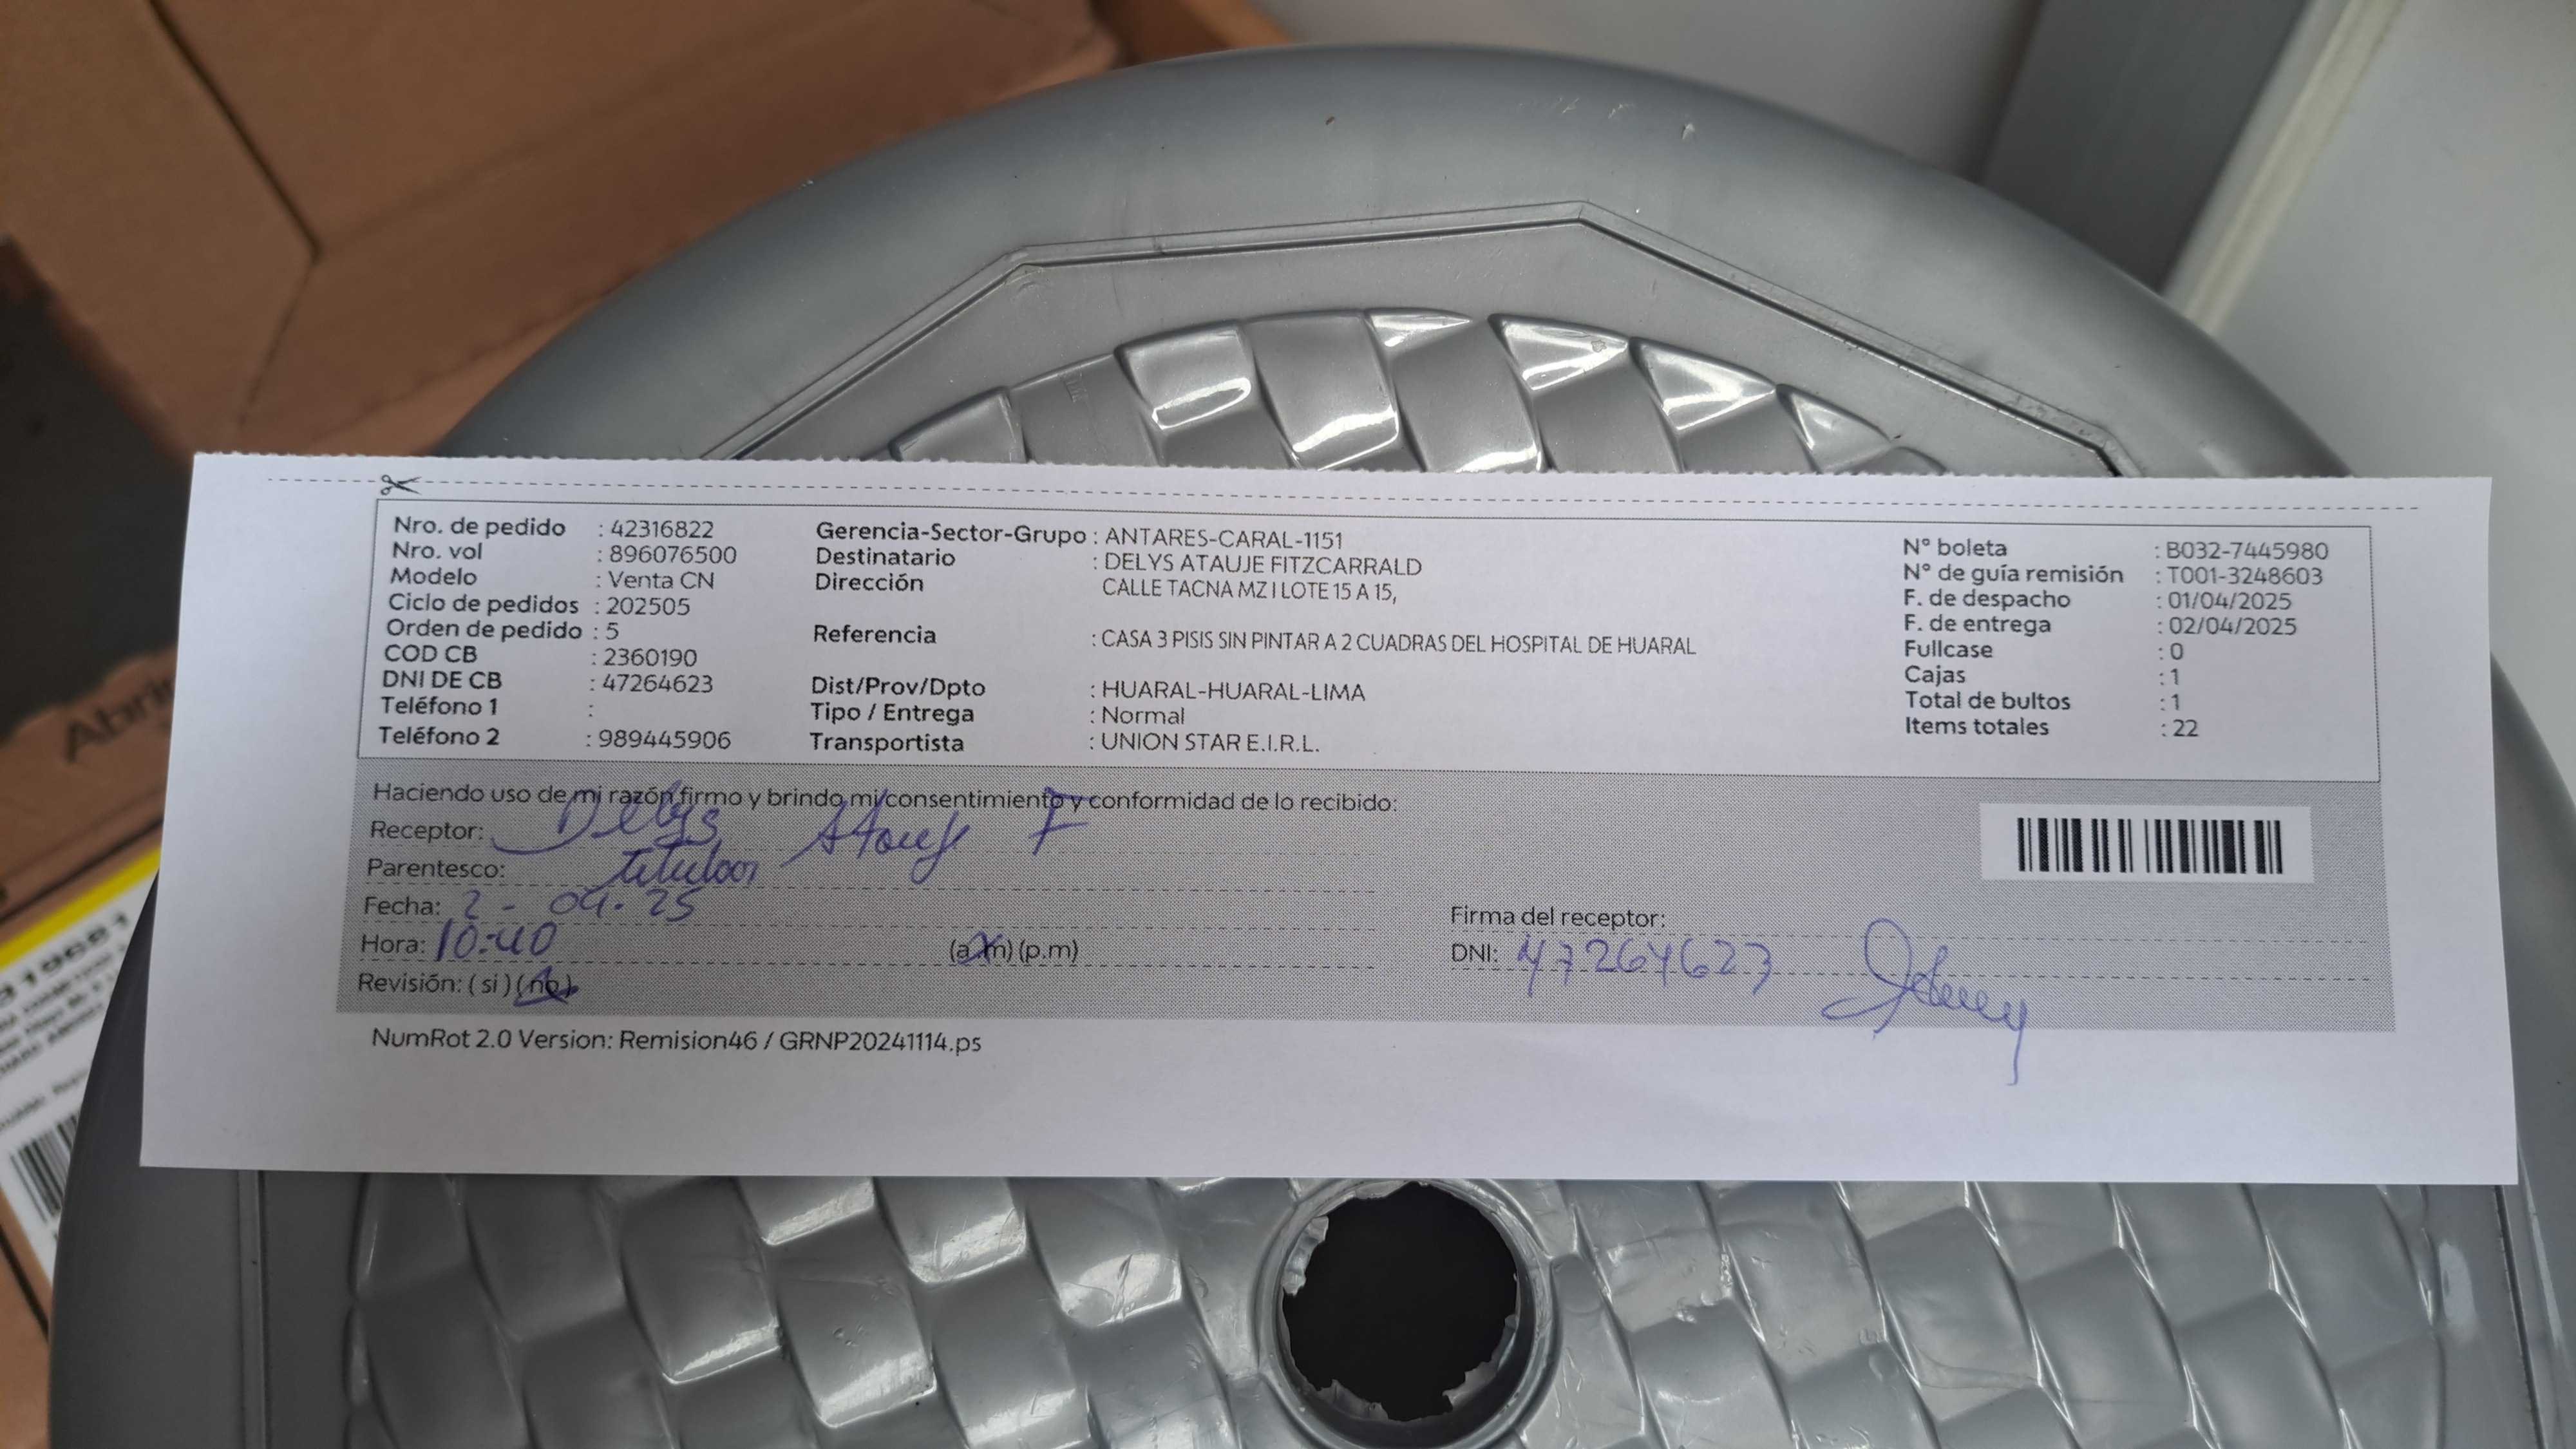 Nro. de pedido : 42316822
Nro. vol : 896076500
Modelo : Venta CN
Ciclo de pedidos : 202505
Orden de pedido : 5
COD CB : 2360190
DNI DE CB : 47264623
Teléfono 1 :
Teléfono 2 : 989445906
Gerencia-Sector-Grupo : ANTARES-CARAL-1151
Destinatario : DELYS ATAUJE FITZCARRALD
Dirección CALLE TACNA MZ I LOTE 15 A 15,
Referencia : CASA 3 PISIS SIN PINTAR A 2 CUADRAS DEL HOSPITAL DE HUARAL
Dist/Prov/Dpto : HUARAL-HUARAL-LIMA
Tipo / Entrega : Normal
Transportista : UNION STAR E.I.R.L.
N° boleta : B032-7445980
N° de guía remisión : T001-3248603
F. de despacho : 01/04/2025
F. de entrega : 02/04/2025
Fullcase : 0
Cajas : 1
Total de bultos : 1
Items totales : 22
Haciendo uso de mi razón firmo y brindo mi consentimiento y conformidad de lo recibido:
Receptor: Delys Atauje F
Parentesco: titular
Fecha: 2 - 04. 25
Hora: 10:40 (a.m) (p.m)
Revisión: ( si ) ( no )
Firma del receptor:
DNI: 47264623
NumRot 2.0 Version: Remision46 / GRNP20241114.ps